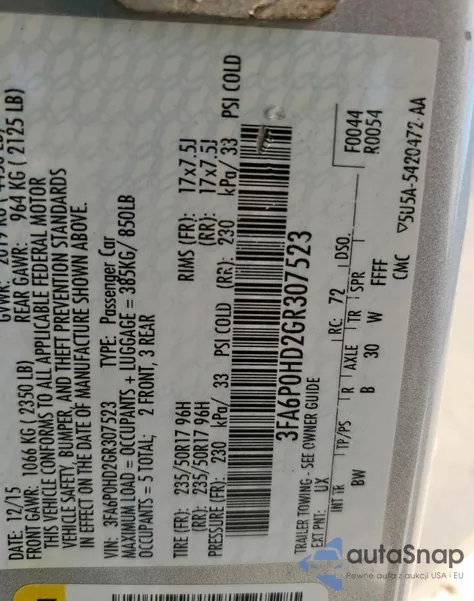 DATE: 12/15
GVWR: 2019 KG
FRONT GAWR: 1066 KG (2350 LB) REAR GAWR: 964 KG (2125 LB)
THIS VEHICLE CONFORMS TO ALL APPLICABLE FEDERAL MOTOR
VEHICLE SAFETY, BUMPER, AND THEFT PREVENTION STANDARDS
IN EFFECT ON THE DATE OF MANUFACTURE SHOWN ABOVE.
VIN: 3FA6P0HD2GR307523 TYPE: Passenger Car
MAXIMUM LOAD = OCCUPANTS + LUGGAGE = 385KG/ 850LB
OCCUPANTS = 5 TOTAL; 2 FRONT, 3 REAR
TIRE (FR): 235/50R17 96H RIMS (FR): 17x7.5J
(RR): 235/50R17 96H (RR): 17x7.5J
PRESSURE (FR): 230 kPa/ 33 PSI COLD (RR): 230 kPa/ 33 PSI COLD
3FA6P0HD2GR307523
TRAILER TOWING - SEE OWNER GUIDE
F0044
R0054
EXT PNT: UX RC: 72 DSO:
INT TR TP/PS R AXLE TR SPR
BW B 30 W FFFF
CMC ▽5U5A-5420472-AA
autoSnap
Pewne auta z aukcji USA i EU